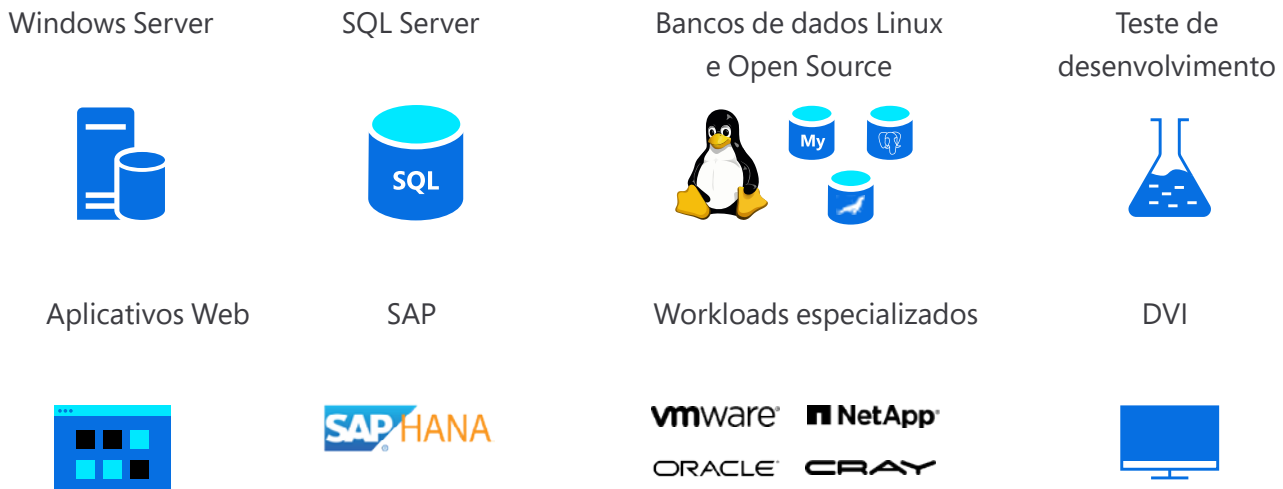 Windows Server
SQL Server
Bancos de dados Linux
e Open Source
Teste de
desenvolvimento
SQL
My
Aplicativos Web
SAP
Workloads especializados
DVI
SAP HANA
vmware®
NetApp®
ORACLE®
CRAY